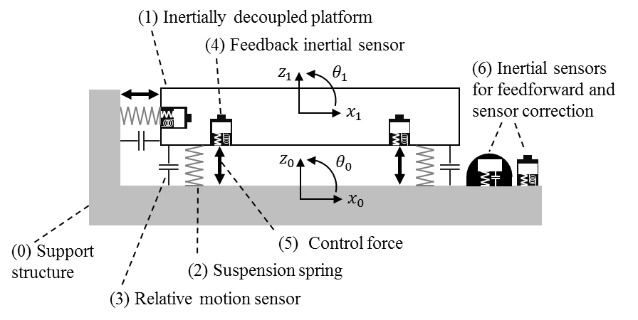 (1) Inertially decoupled platform
(4) Feedback inertial sensor
(6) Inertial sensors
for feedforward and
sensor correction
z₁
θ₁
x₁
z₀
θ₀
x₀
(0) Support
structure
(5) Control force
(2) Suspension spring
(3) Relative motion sensor